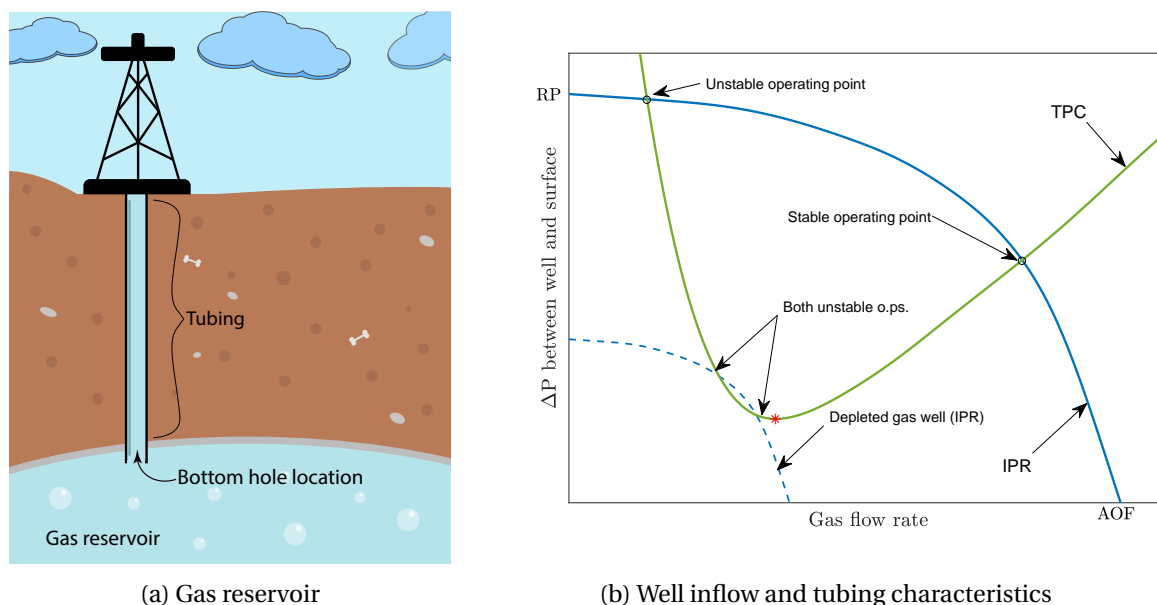 Tubing
Bottom hole location
Gas reservoir
(a) Gas reservoir
RP
Unstable operating point
TPC
Stable operating point
Both unstable o.ps.
Depleted gas well (IPR)
IPR
ΔP between well and surface
Gas flow rate
AOF
(b) Well inflow and tubing characteristics